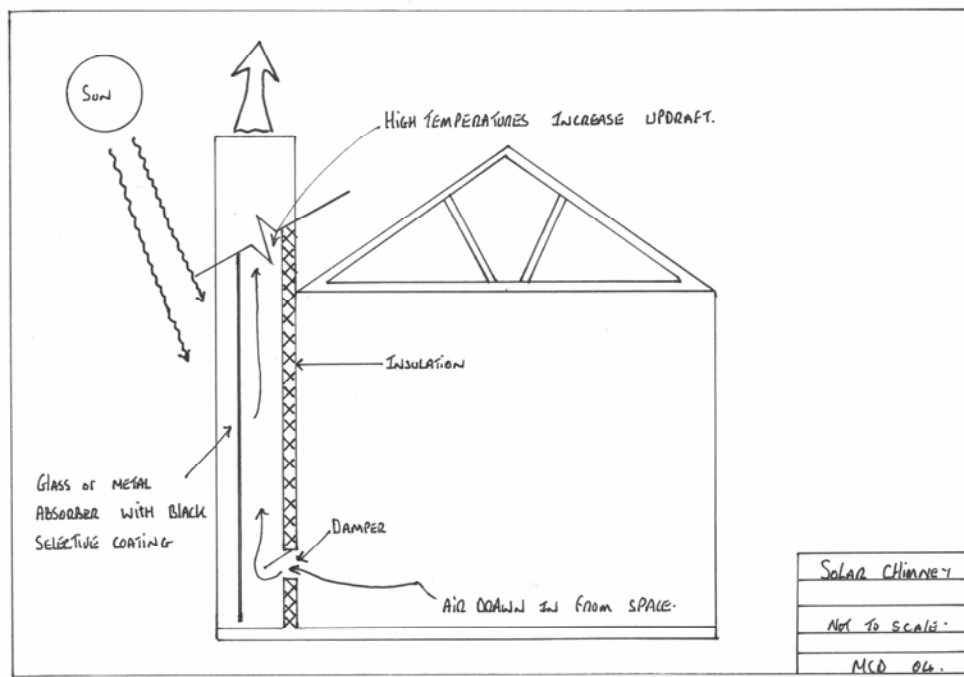 SUN
HIGH TEMPERATURES INCREASE UPDRAFT.
INSULATION
GLASS or METAL
ABSORBER WITH BLACK
SELECTIVE COATING
DAMPER
AIR DRAWN IN FROM SPACE.
SOLAR CHIMNEY
NOT TO SCALE.
MCD 04.